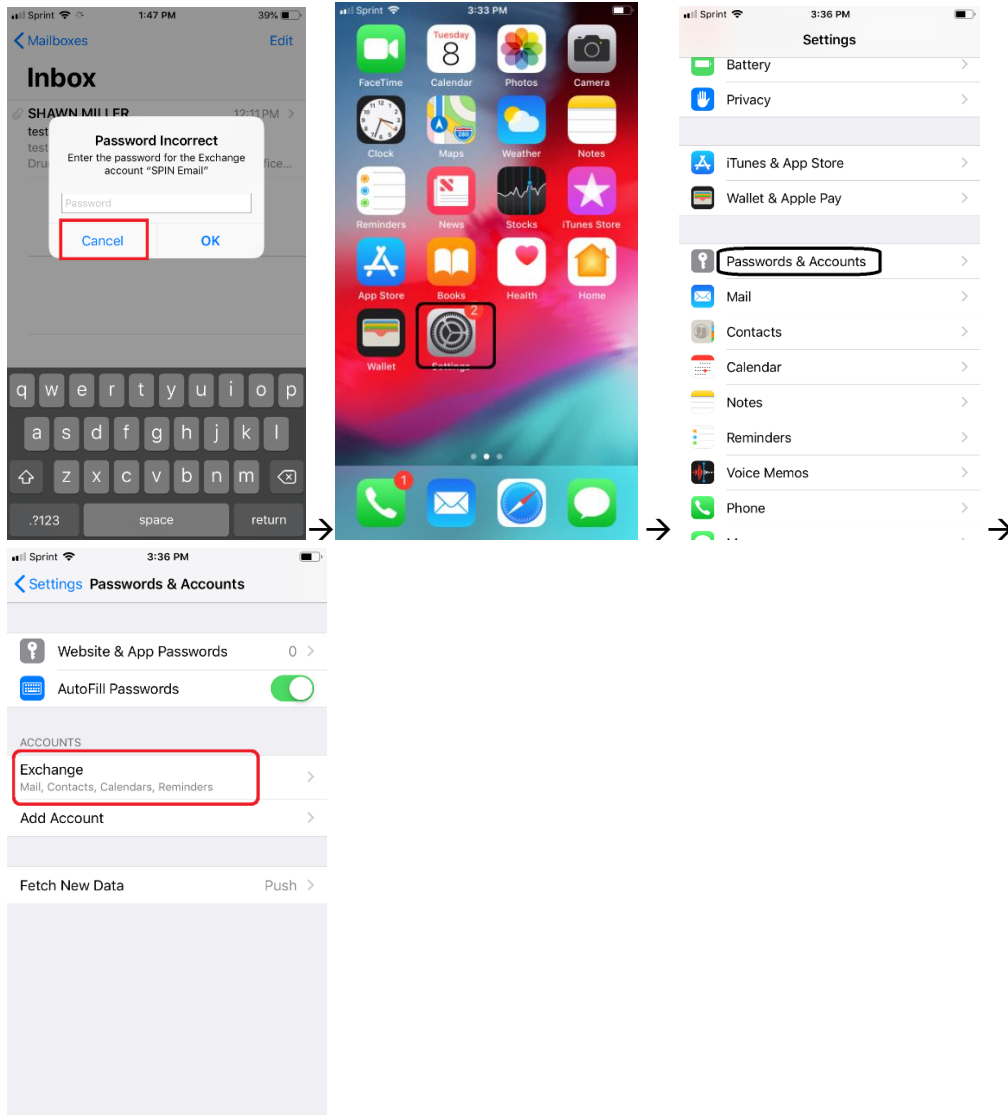 Sprint 1:47 PM 39%
Mailboxes Edit
Inbox
SHAWN MILLER 12:11 PM
test
test
Dru fice...
Password Incorrect
Enter the password for the Exchange
account “SPIN Email”
Password
Cancel OK
q w e r t y u i o p
a s d f g h j k l
z x c v b n m
.?123 space return
→
Sprint 3:33 PM
Tuesday
8
FaceTime Calendar Photos Camera
12
280
Clock Maps Weather Notes
Reminders News Stocks iTunes Store
App Store Books Health Home
2
Wallet Settings
1
→
Sprint 3:36 PM
Settings
Battery
Privacy
iTunes & App Store
Wallet & Apple Pay
Passwords & Accounts
Mail
Contacts
Calendar
Notes
Reminders
Voice Memos
Phone
→
Sprint 3:36 PM
Settings Passwords & Accounts
Website & App Passwords 0
AutoFill Passwords
ACCOUNTS
Exchange
Mail, Contacts, Calendars, Reminders
Add Account
Fetch New Data Push